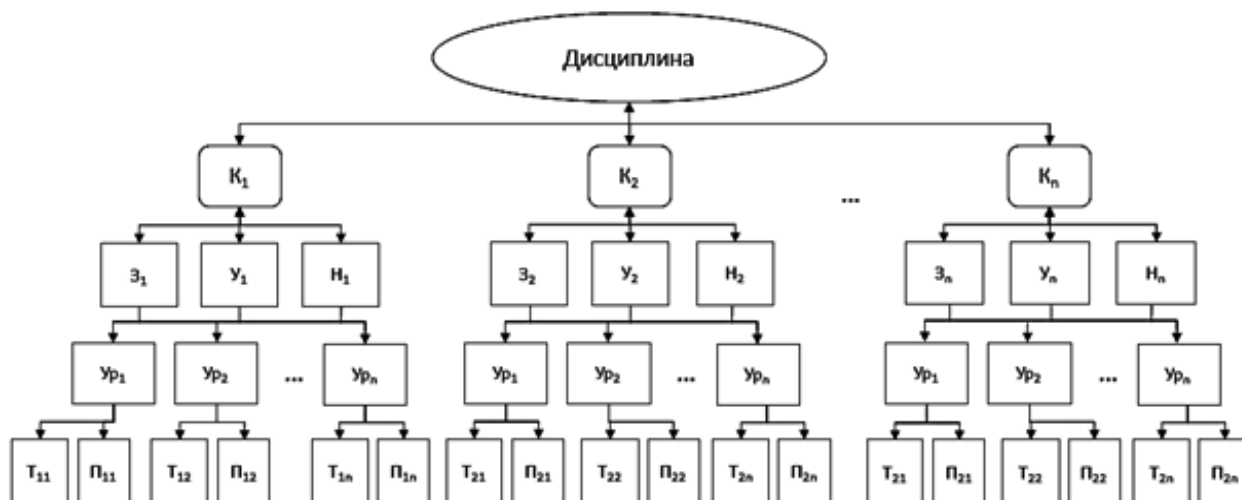 Дисциплина
К₁ К₂ ... Кₙ
З₁ У₁ Н₁ З₂ У₂ Н₂ Зₙ Уₙ Нₙ
Ур₁ Ур₂ ... Урₙ Ур₁ Ур₂ ... Урₙ Ур₁ Ур₂ ... Урₙ
Т₁₁ П₁₁ Т₁₂ П₁₂ Т₁ₙ П₁ₙ Т₂₁ П₂₁ Т₂₂ П₂₂ Т₂ₙ П₂ₙ Т₂₁ П₂₁ Т₂₂ П₂₂ Т₂ₙ П₂ₙ